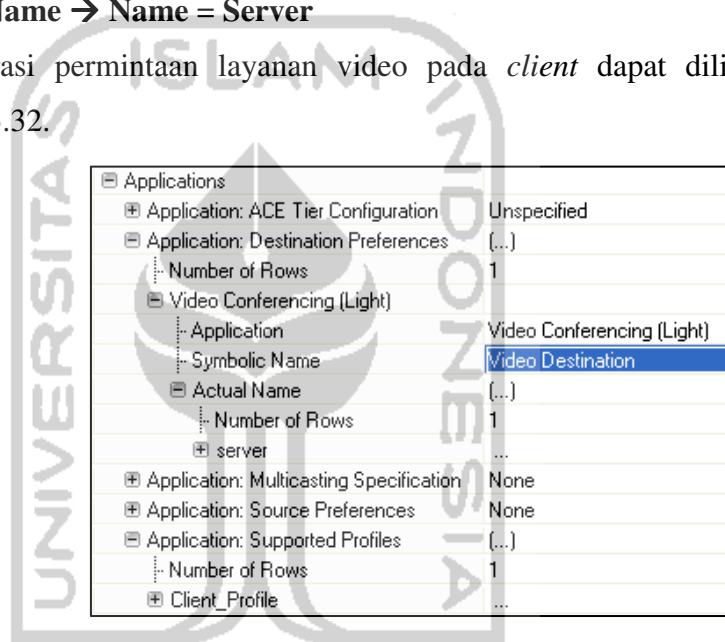 Name → Name = Server
asi permintaan layanan video pada client dapat dili
.32.
Applications
Application: ACE Tier Configuration Unspecified
Application: Destination Preferences (...)
Number of Rows 1
Video Conferencing (Light)
Application Video Conferencing (Light)
Symbolic Name Video Destination
Actual Name (...)
Number of Rows 1
server ...
Application: Multicasting Specification None
Application: Source Preferences None
Application: Supported Profiles (...)
Number of Rows 1
Client_Profile ...
ISLAM
UNIVERSITAS
INDONESIA